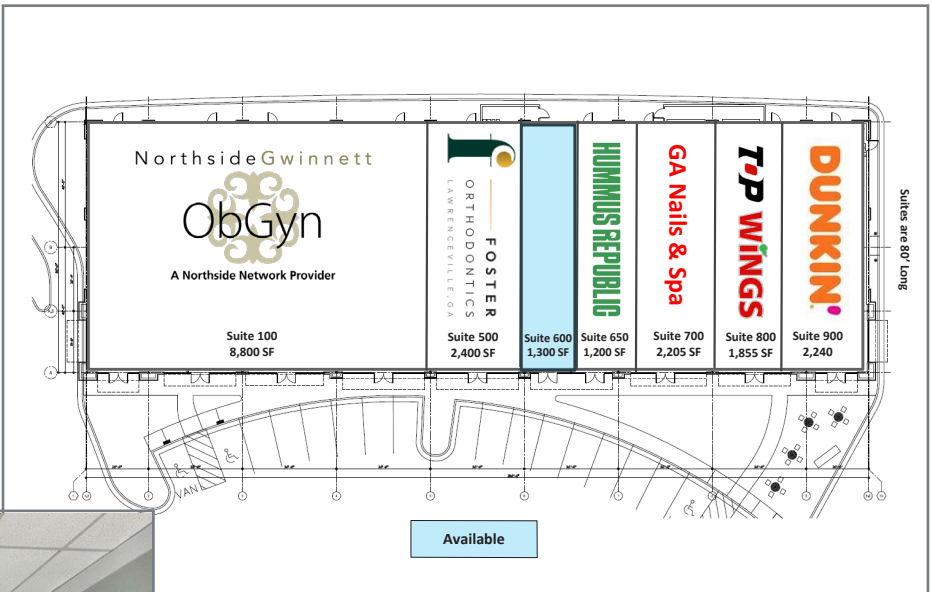 NorthsideGwinnett
ObGyn
A Northside Network Provider
Suite 100
8,800 SF
f
FOSTER
ORTHODONTICS
LAWRENCEVILLE, GA
Suite 500
2,400 SF
Suite 600
1,300 SF
HUMMUS REPUBLIC
Suite 650
1,200 SF
GA Nails & Spa
Suite 700
2,205 SF
TOP WINGS
Suite 800
1,855 SF
DUNKIN'
Suite 900
2,240
Suites are 80' Long
VAN
Available